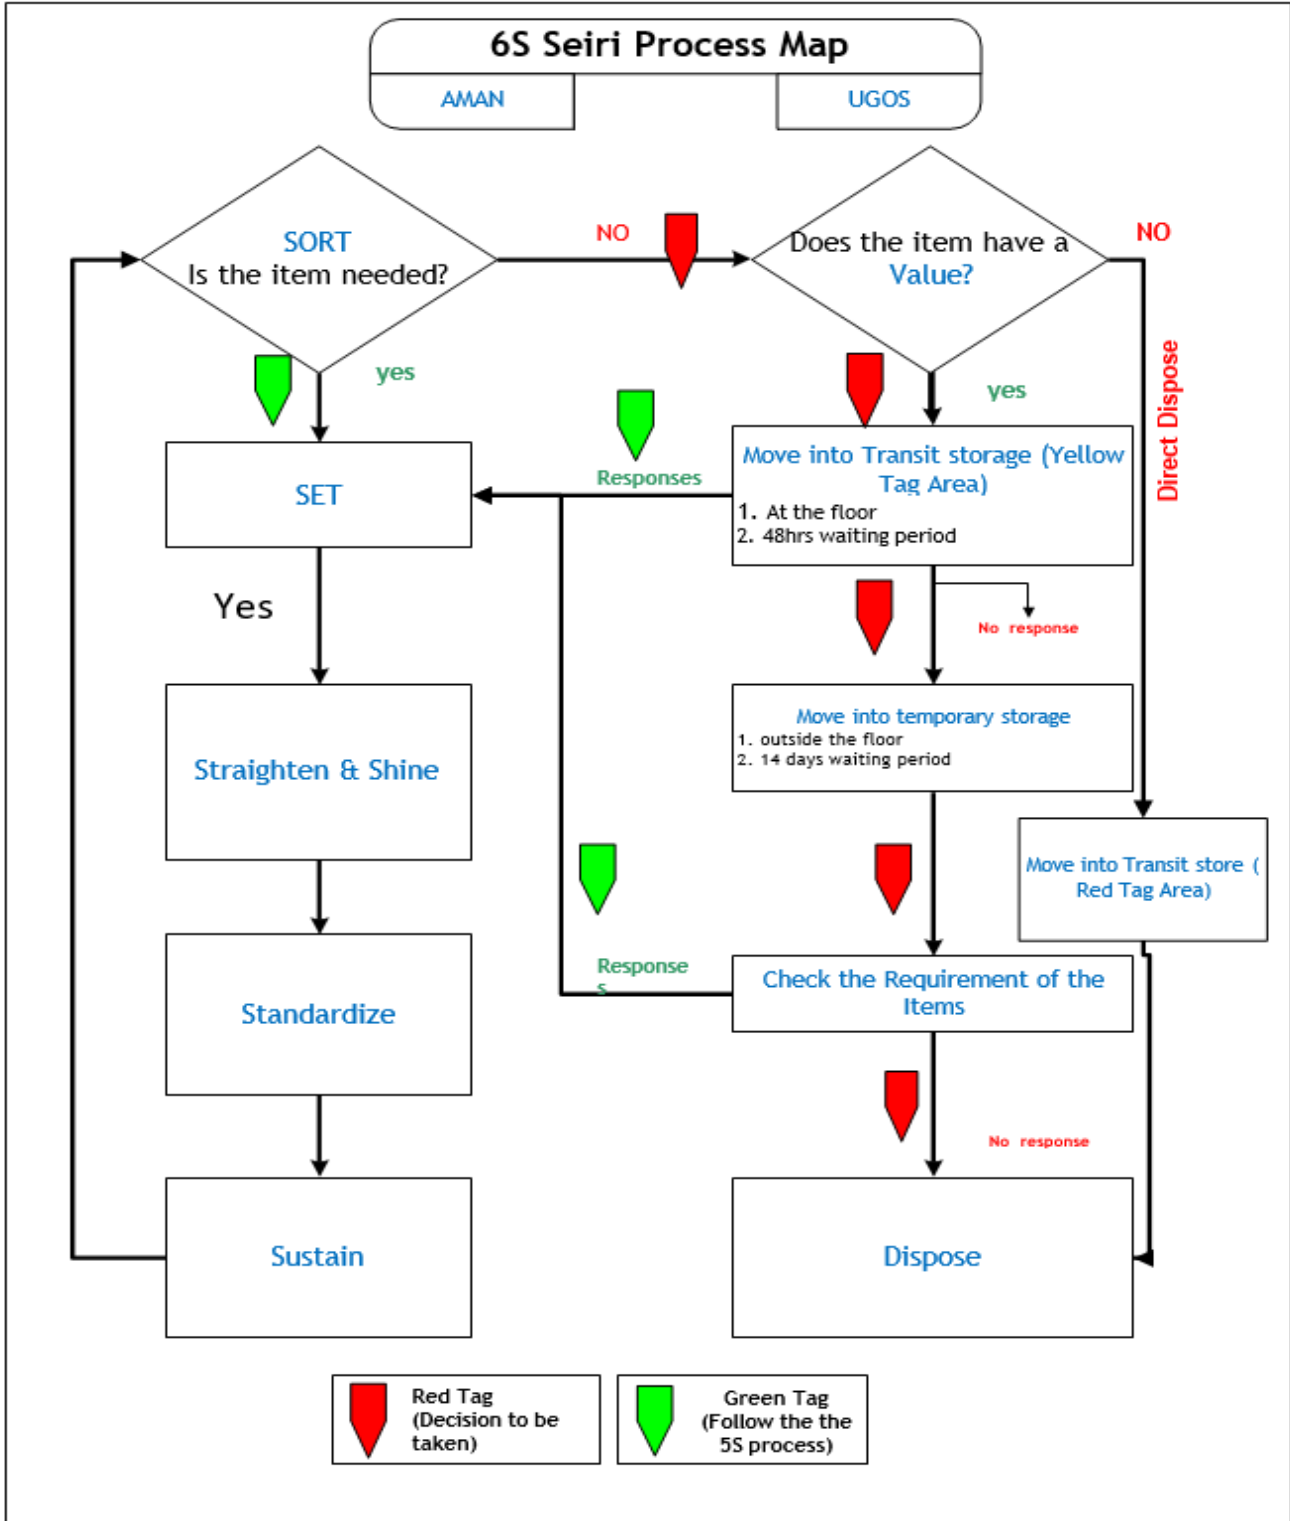 6S Seiri Process Map
AMAN
UGOS
SORT
Is the item needed?
NO
Does the item have a
Value?
NO
yes
yes
Direct Dispose
SET
Responses
Move into Transit storage (Yellow
Tag Area)
1. At the floor
2. 48hrs waiting period
Yes
No response
Straighten & Shine
Move into temporary storage
1. outside the floor
2. 14 days waiting period
Move into Transit store (
Red Tag Area)
Standardize
Response
s
Check the Requirement of the
Items
No response
Sustain
Dispose
Red Tag
(Decision to be
taken)
Green Tag
(Follow the the
5S process)